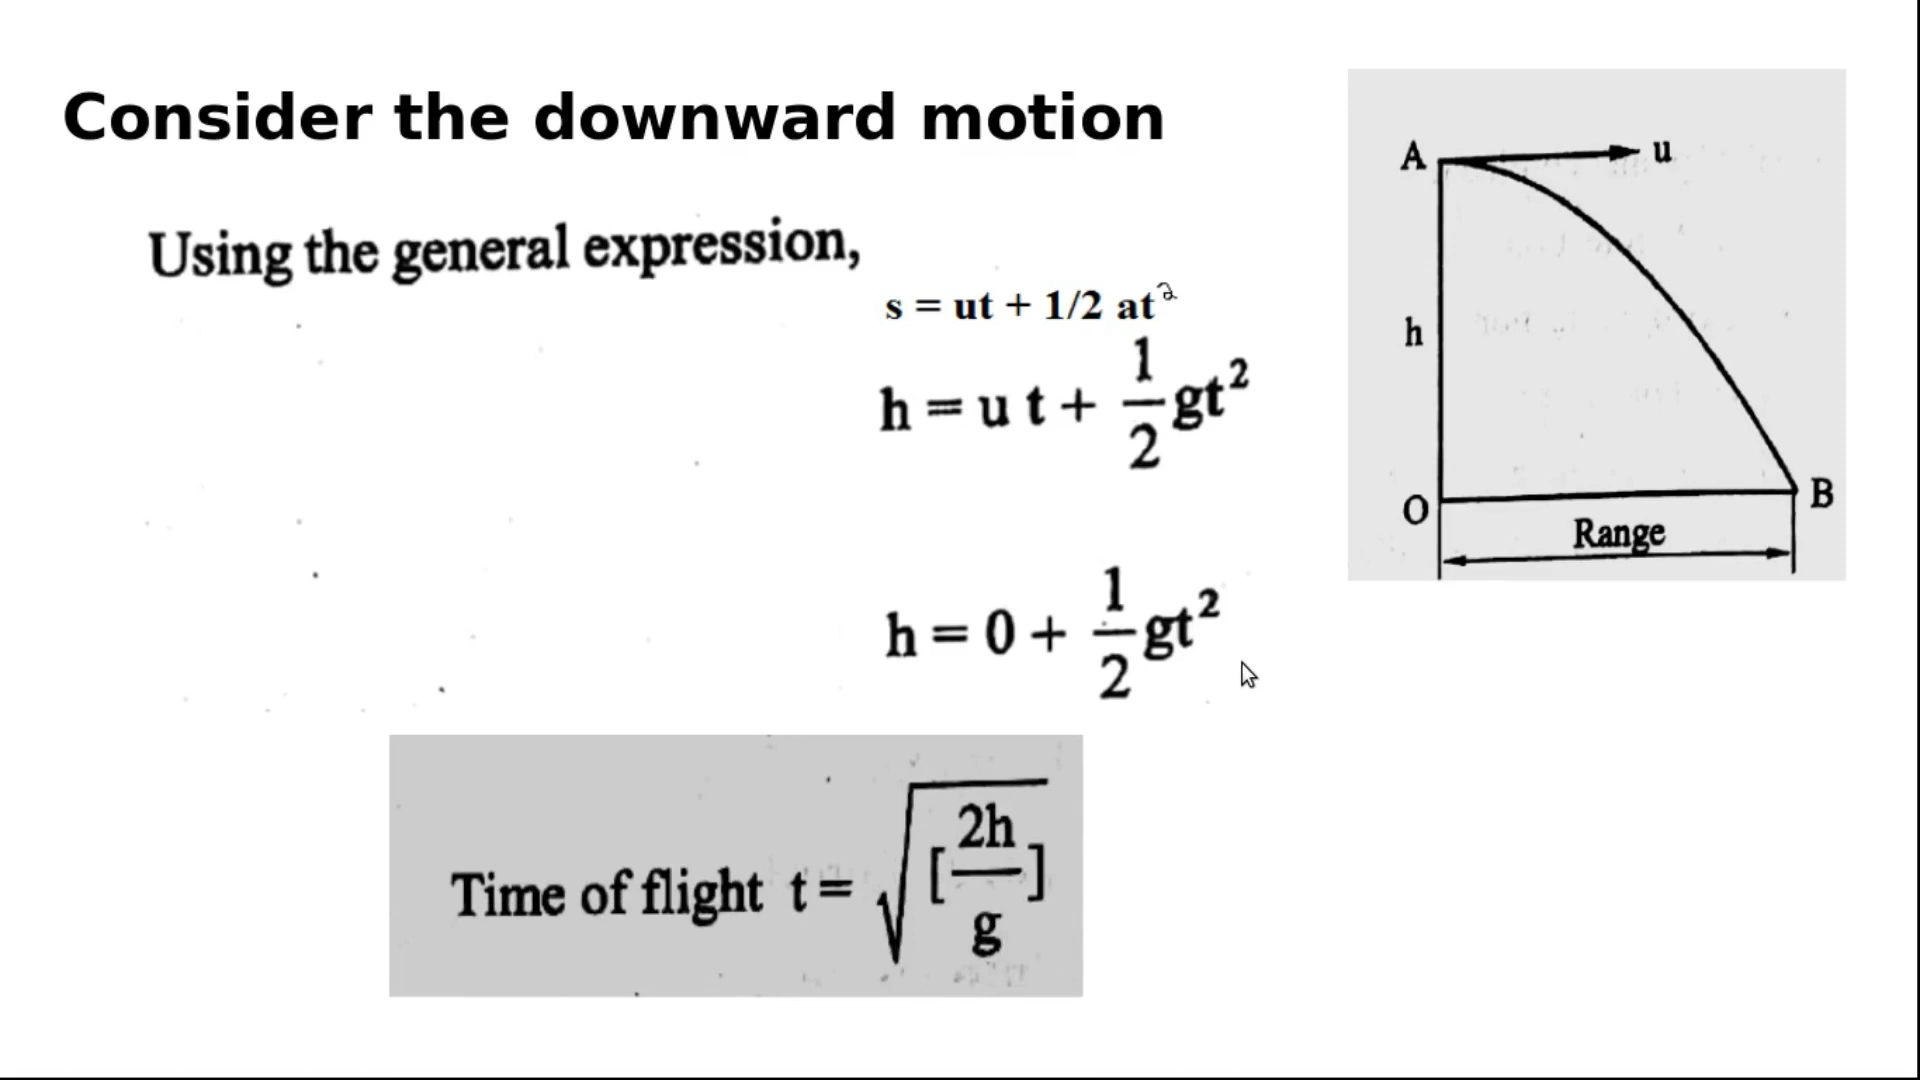 Consider the downward motion
Using the general expression,
s = ut + 1/2 at²
h = u t + 1/2 gt²
h = 0 + 1/2 gt²
Time of flight t = √[2h/g]
A
u
h
O
B
Range